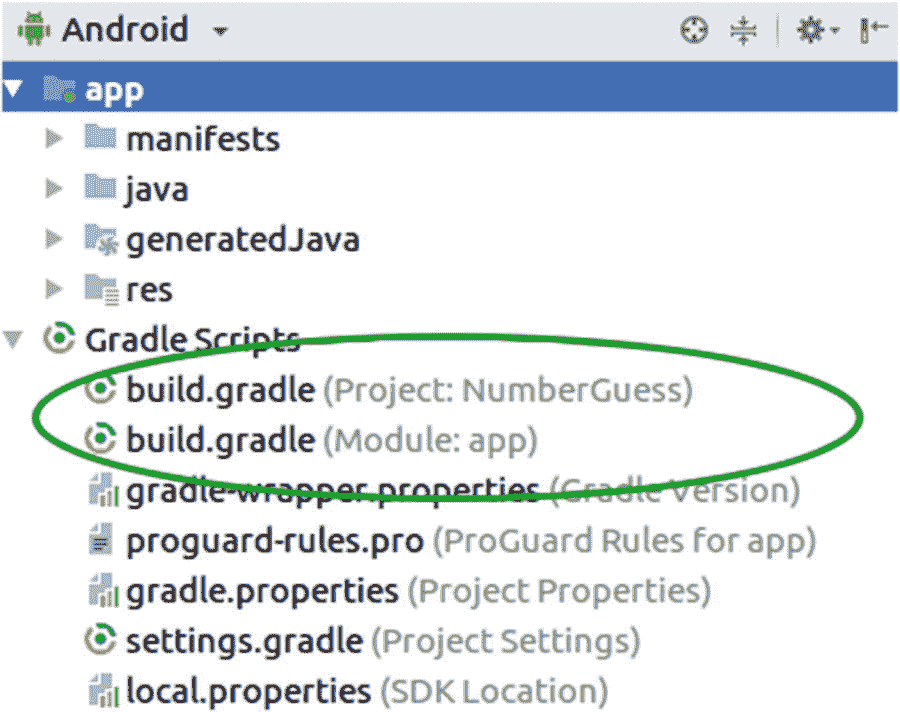 Android
app
manifests
java
generatedJava
res
Gradle Scripts
build.gradle (Project: NumberGuess)
build.gradle (Module: app)
gradle-wrapper.properties (Gradle Version)
proguard-rules.pro (ProGuard Rules for app)
gradle.properties (Project Properties)
settings.gradle (Project Settings)
local.properties (SDK Location)